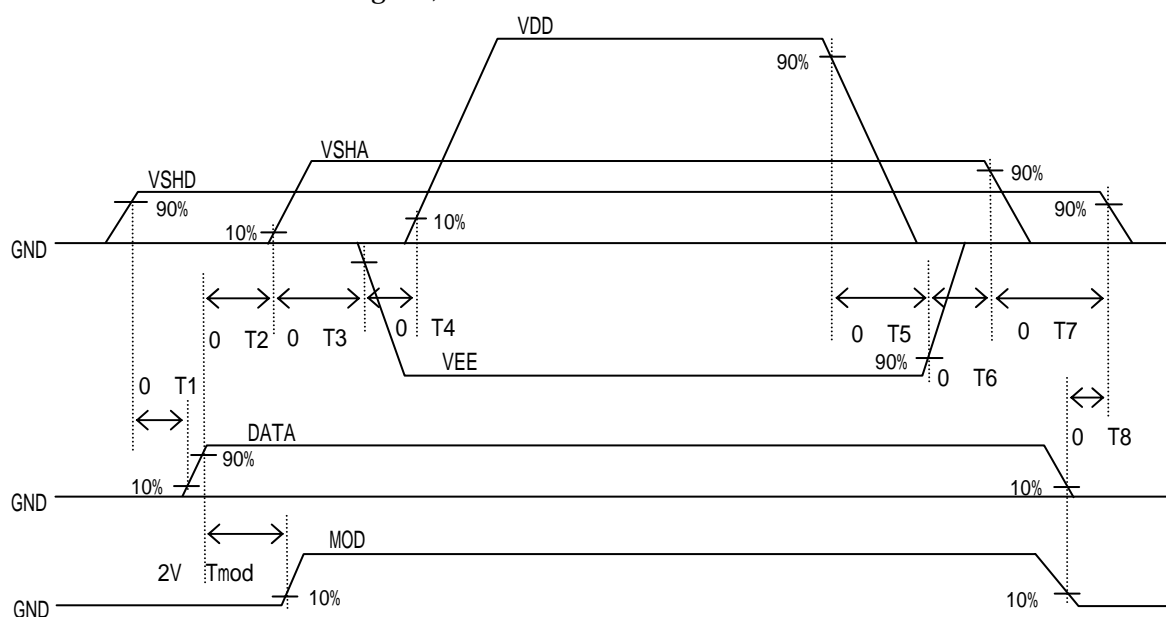 VDD
90%
VSHA
VSHD
90%
90%
90%
10%
10%
GND
0 T2 0 T3 0 T4 0 T5 0 T7
VEE
90%
0 T6
0 T1
DATA
0 T8
90%
10%
10%
GND
MOD
2V Tmod
10%
10%
GND